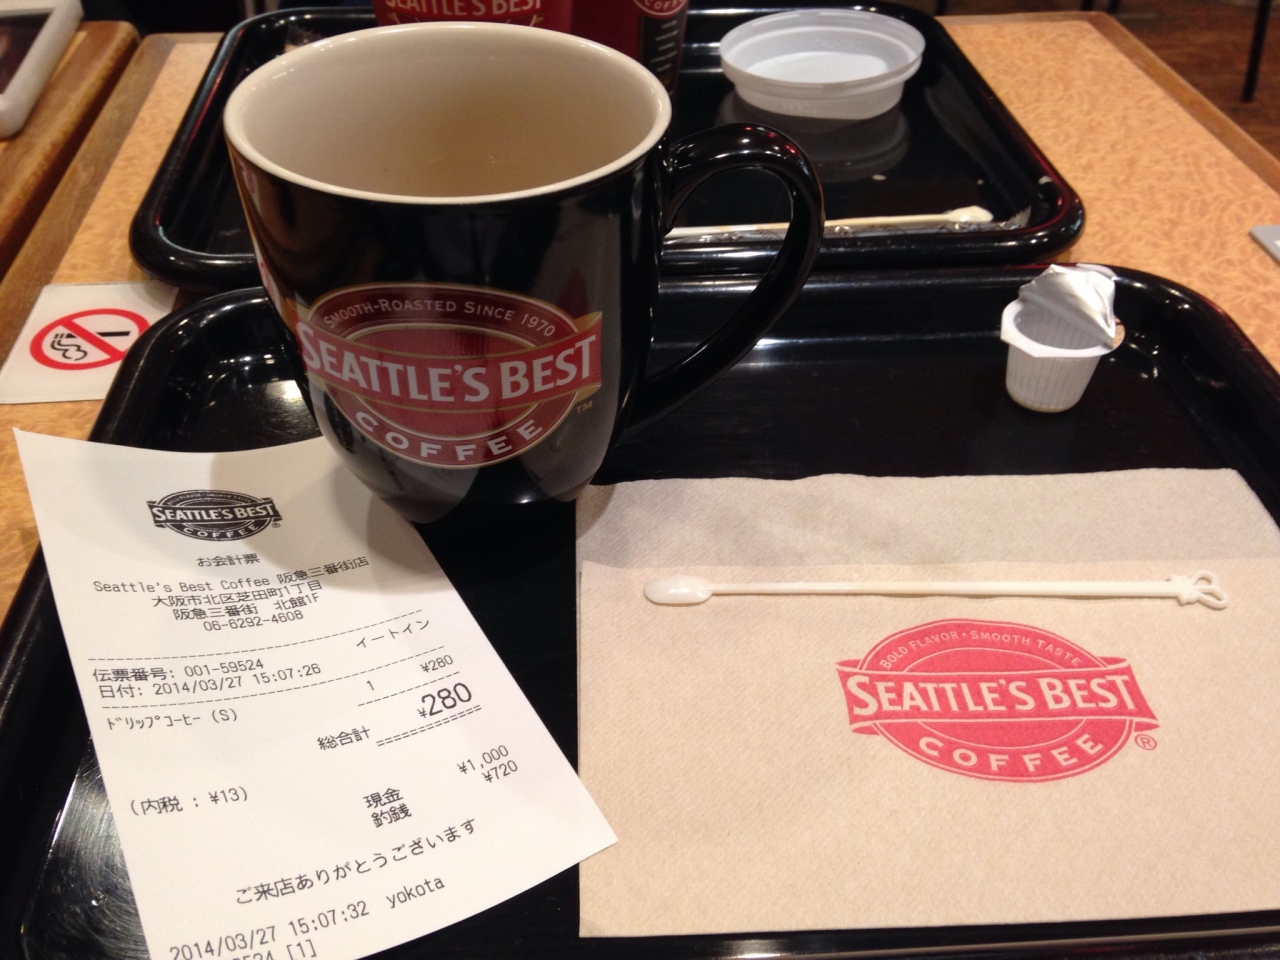 SEATTLE'S BEST
SMOOTH-ROASTED SINCE 1970
SEATTLE'S BEST
COFFEE
TM
SEATTLE'S BEST
COFFEE
®
お会計票
Seattle's Best Coffee 阪急三番街店
大阪市北区芝田町1丁目
阪急三番街 北館1F
06-6292-4608
イートイン
伝票番号: 001-59524
日付: 2014/03/27 15:07:26
ﾄﾞﾘｯﾌﾟｺｰﾋｰ (S) 1 ¥280
総合計 ¥280
(内税 : ¥13)
現金 ¥1,000
釣銭 ¥720
ご来店ありがとうございます
2014/03/27 15:07:32 yokota
[1]
BOLD FLAVOR • SMOOTH TASTE
SEATTLE'S BEST
COFFEE
®